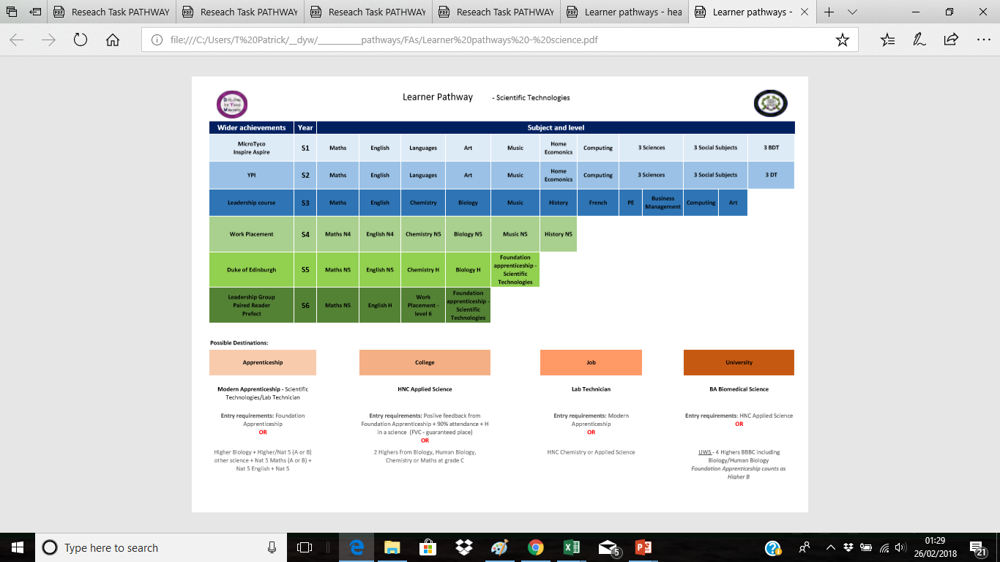 Reseach Task PATHWAY
Reseach Task PATHWAY
Reseach Task PATHWAY
Reseach Task PATHWAY
Learner pathways - hea
Learner pathways -
file:///C:/Users/T%20Patrick/__dyw/__________pathways/FAs/Learner%20pathways%20-%20science.pdf
Learner Pathway - Scientific Technologies
Wider achievements Year Subject and level
MicroTyco
Inspire Aspire
S1 Maths English Languages Art Music Home Ecomonics Computing 3 Sciences 3 Social Subjects 3 BDT
YPI S2 Maths English Languages Art Music Home Ecomonics Computing 3 Sciences 3 Social Subjects 3 DT
Leadership course S3 Maths English Chemistry Biology Music History French PE Business Management Computing Art
Work Placement S4 Maths N4 English N4 Chemistry N5 Biology N5 Music N5 History N5
Duke of Edinburgh S5 Maths N5 English N5 Chemistry H Biology H Foundation apprenticeship - Scientific Technologies
Leadership Group
Paired Reader
Prefect
S6 Maths N5 English H Work Placement - level 6 Foundation apprenticeship - Scientific Technologies
Possible Destinations:
Apprenticeship
Modern Apprenticeship - Scientific
Technologies/Lab Technician
Entry requirements: Foundation
Apprenticeship
OR
Higher Biology + Higher/Nat 5 (A or B)
other science + Nat 5 Maths (A or B) +
Nat 5 English + Nat 5
College
HNC Applied Science
Entry requirements: Posiive feedback from
Foundation Apprenticeship + 90% attendance + H
in a science (FVC - guaranteed place)
OR
2 Highers from Biology, Human Biology,
Chemistry or Maths at grade C
Job
Lab Technician
Entry requirements: Modern
Apprenticeship
OR
HNC Chemistry or Applied Science
University
BA Biomedical Science
Entry requirements: HNC Applied Science
OR
UWS - 4 Highers BBBC including
Biology/Human Biology
Foundation Apprenticeship counts as
Higher B
Type here to search
5
01:29
26/02/2018
21